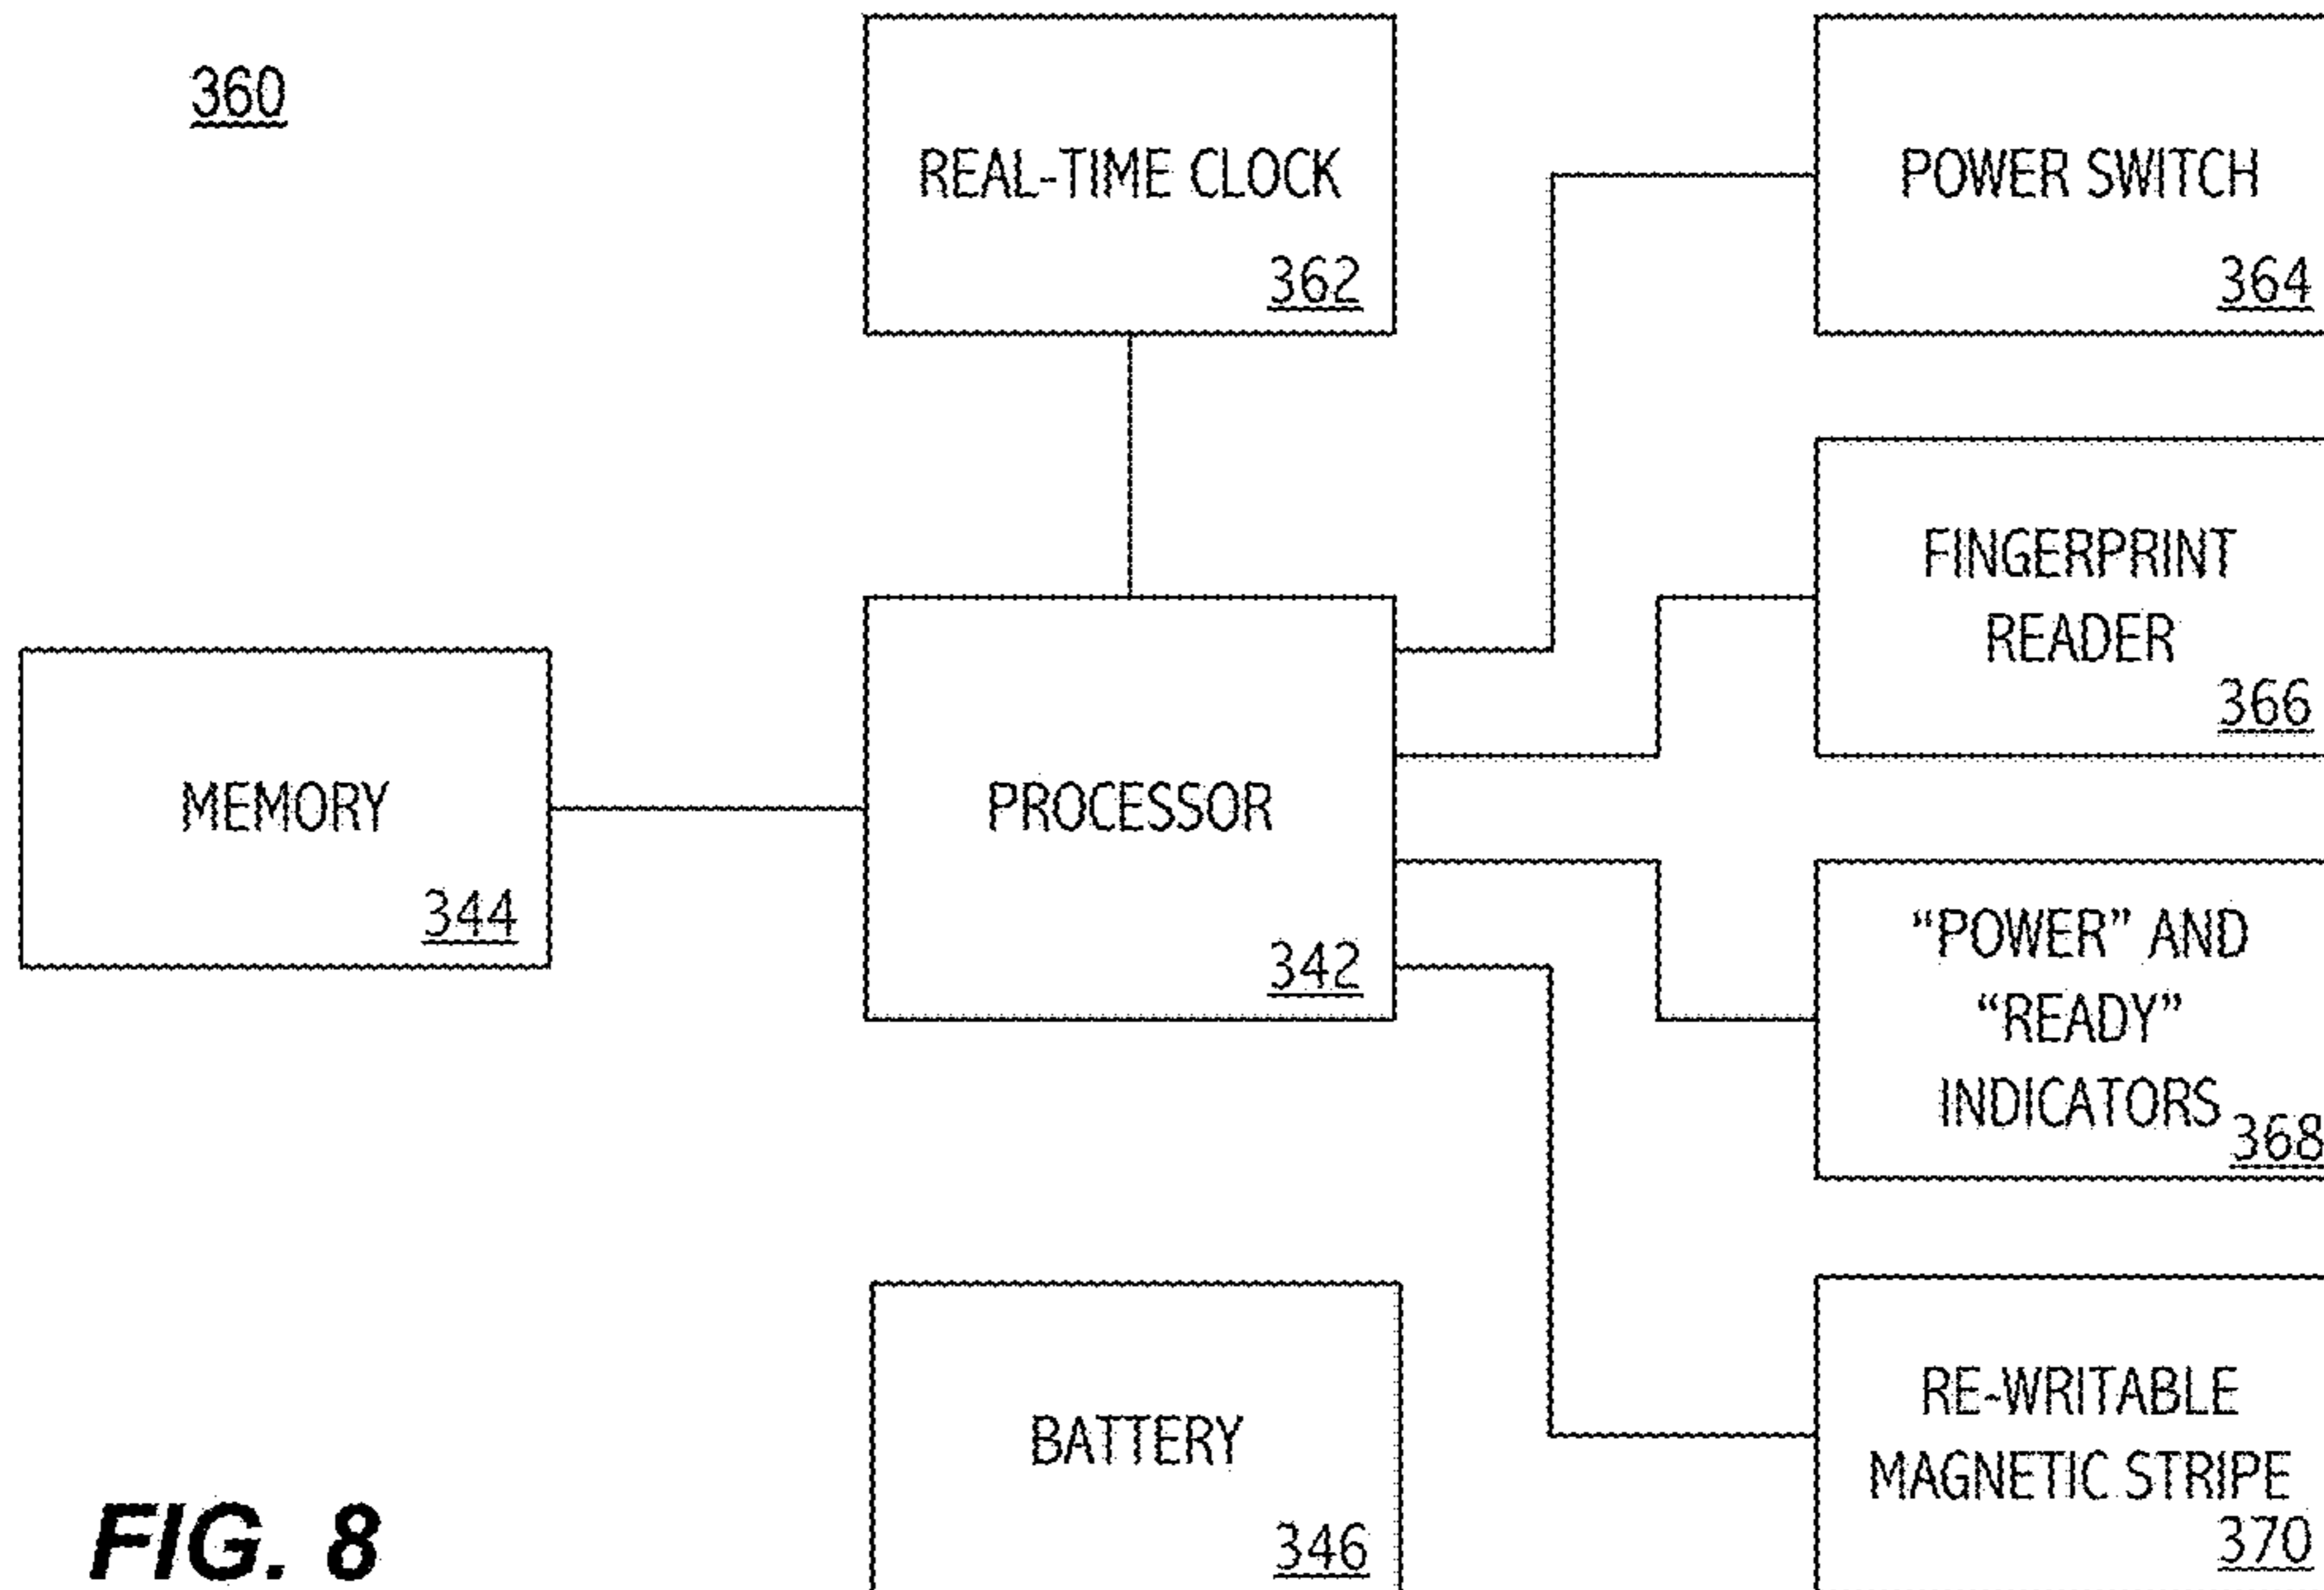 360
REAL-TIME CLOCK
362
POWER SWITCH
364
FINGERPRINT
READER
366
MEMORY
344
PROCESSOR
342
“POWER” AND
“READY”
INDICATORS
368
BATTERY
346
RE-WRITABLE
MAGNETIC STRIPE
370
FIG. 8